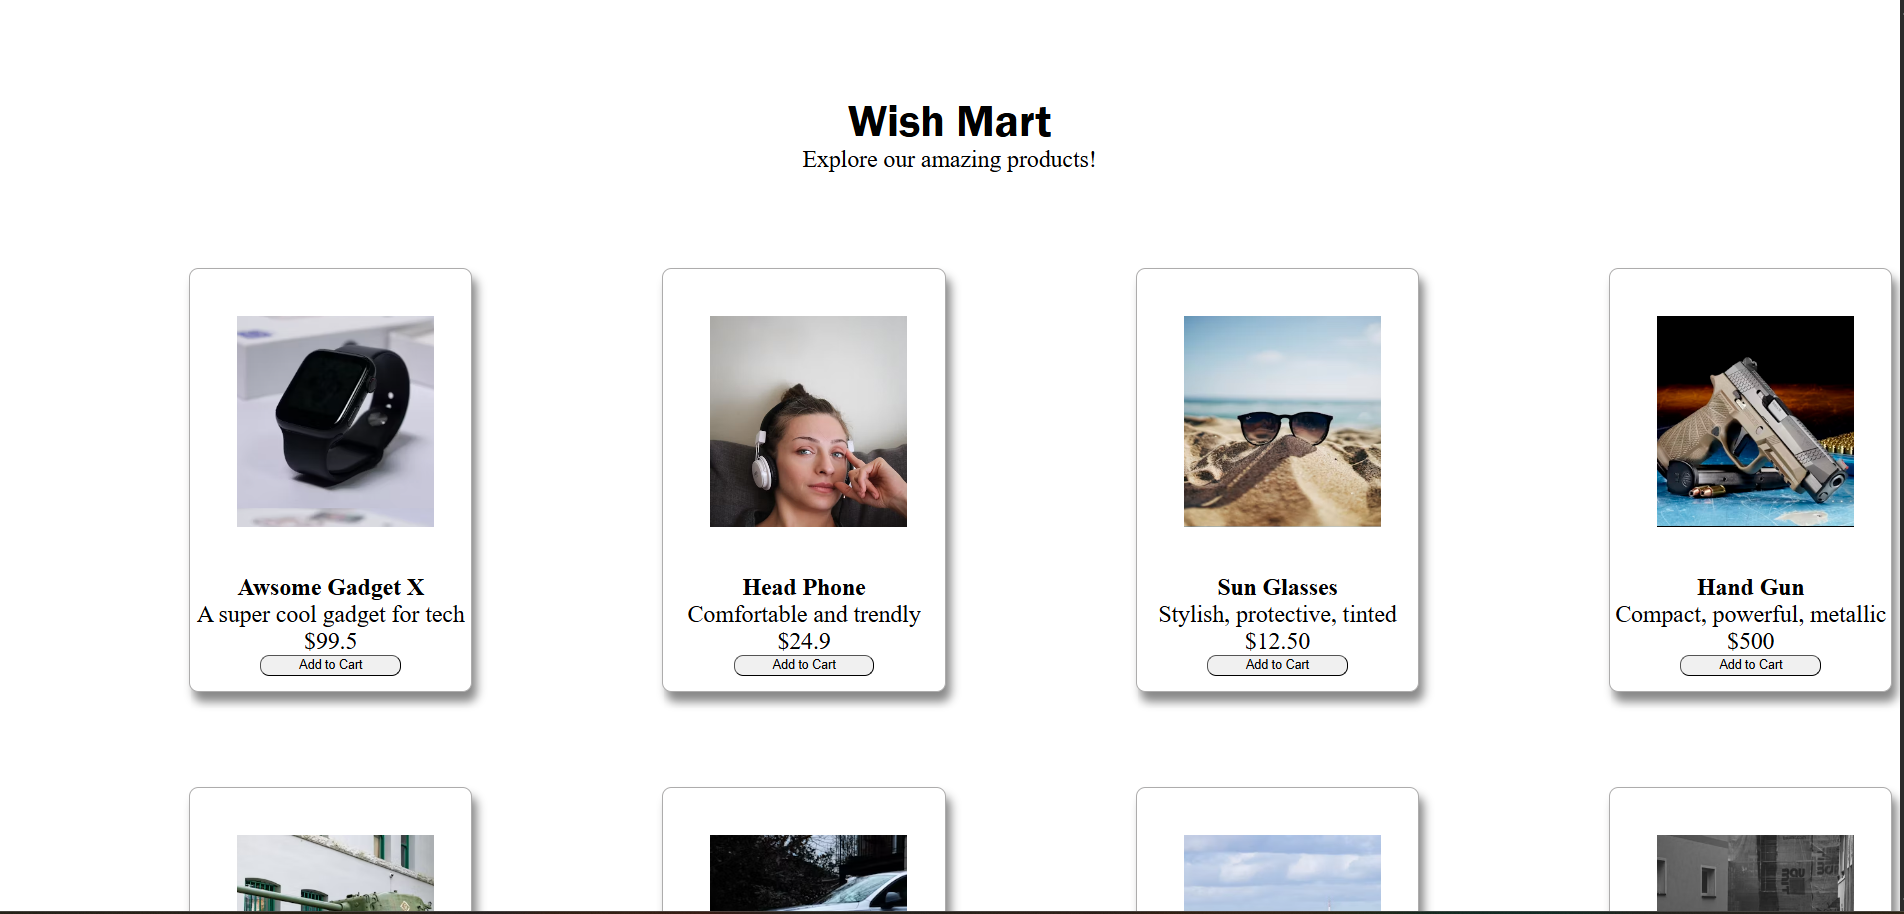 Wish Mart
Explore our amazing products!
Awsome Gadget X
A super cool gadget for tech
$99.5
Add to Cart
Head Phone
Comfortable and trendly
$24.9
Add to Cart
Sun Glasses
Stylish, protective, tinted
$12.50
Add to Cart
Hand Gun
Compact, powerful, metallic
$500
Add to Cart